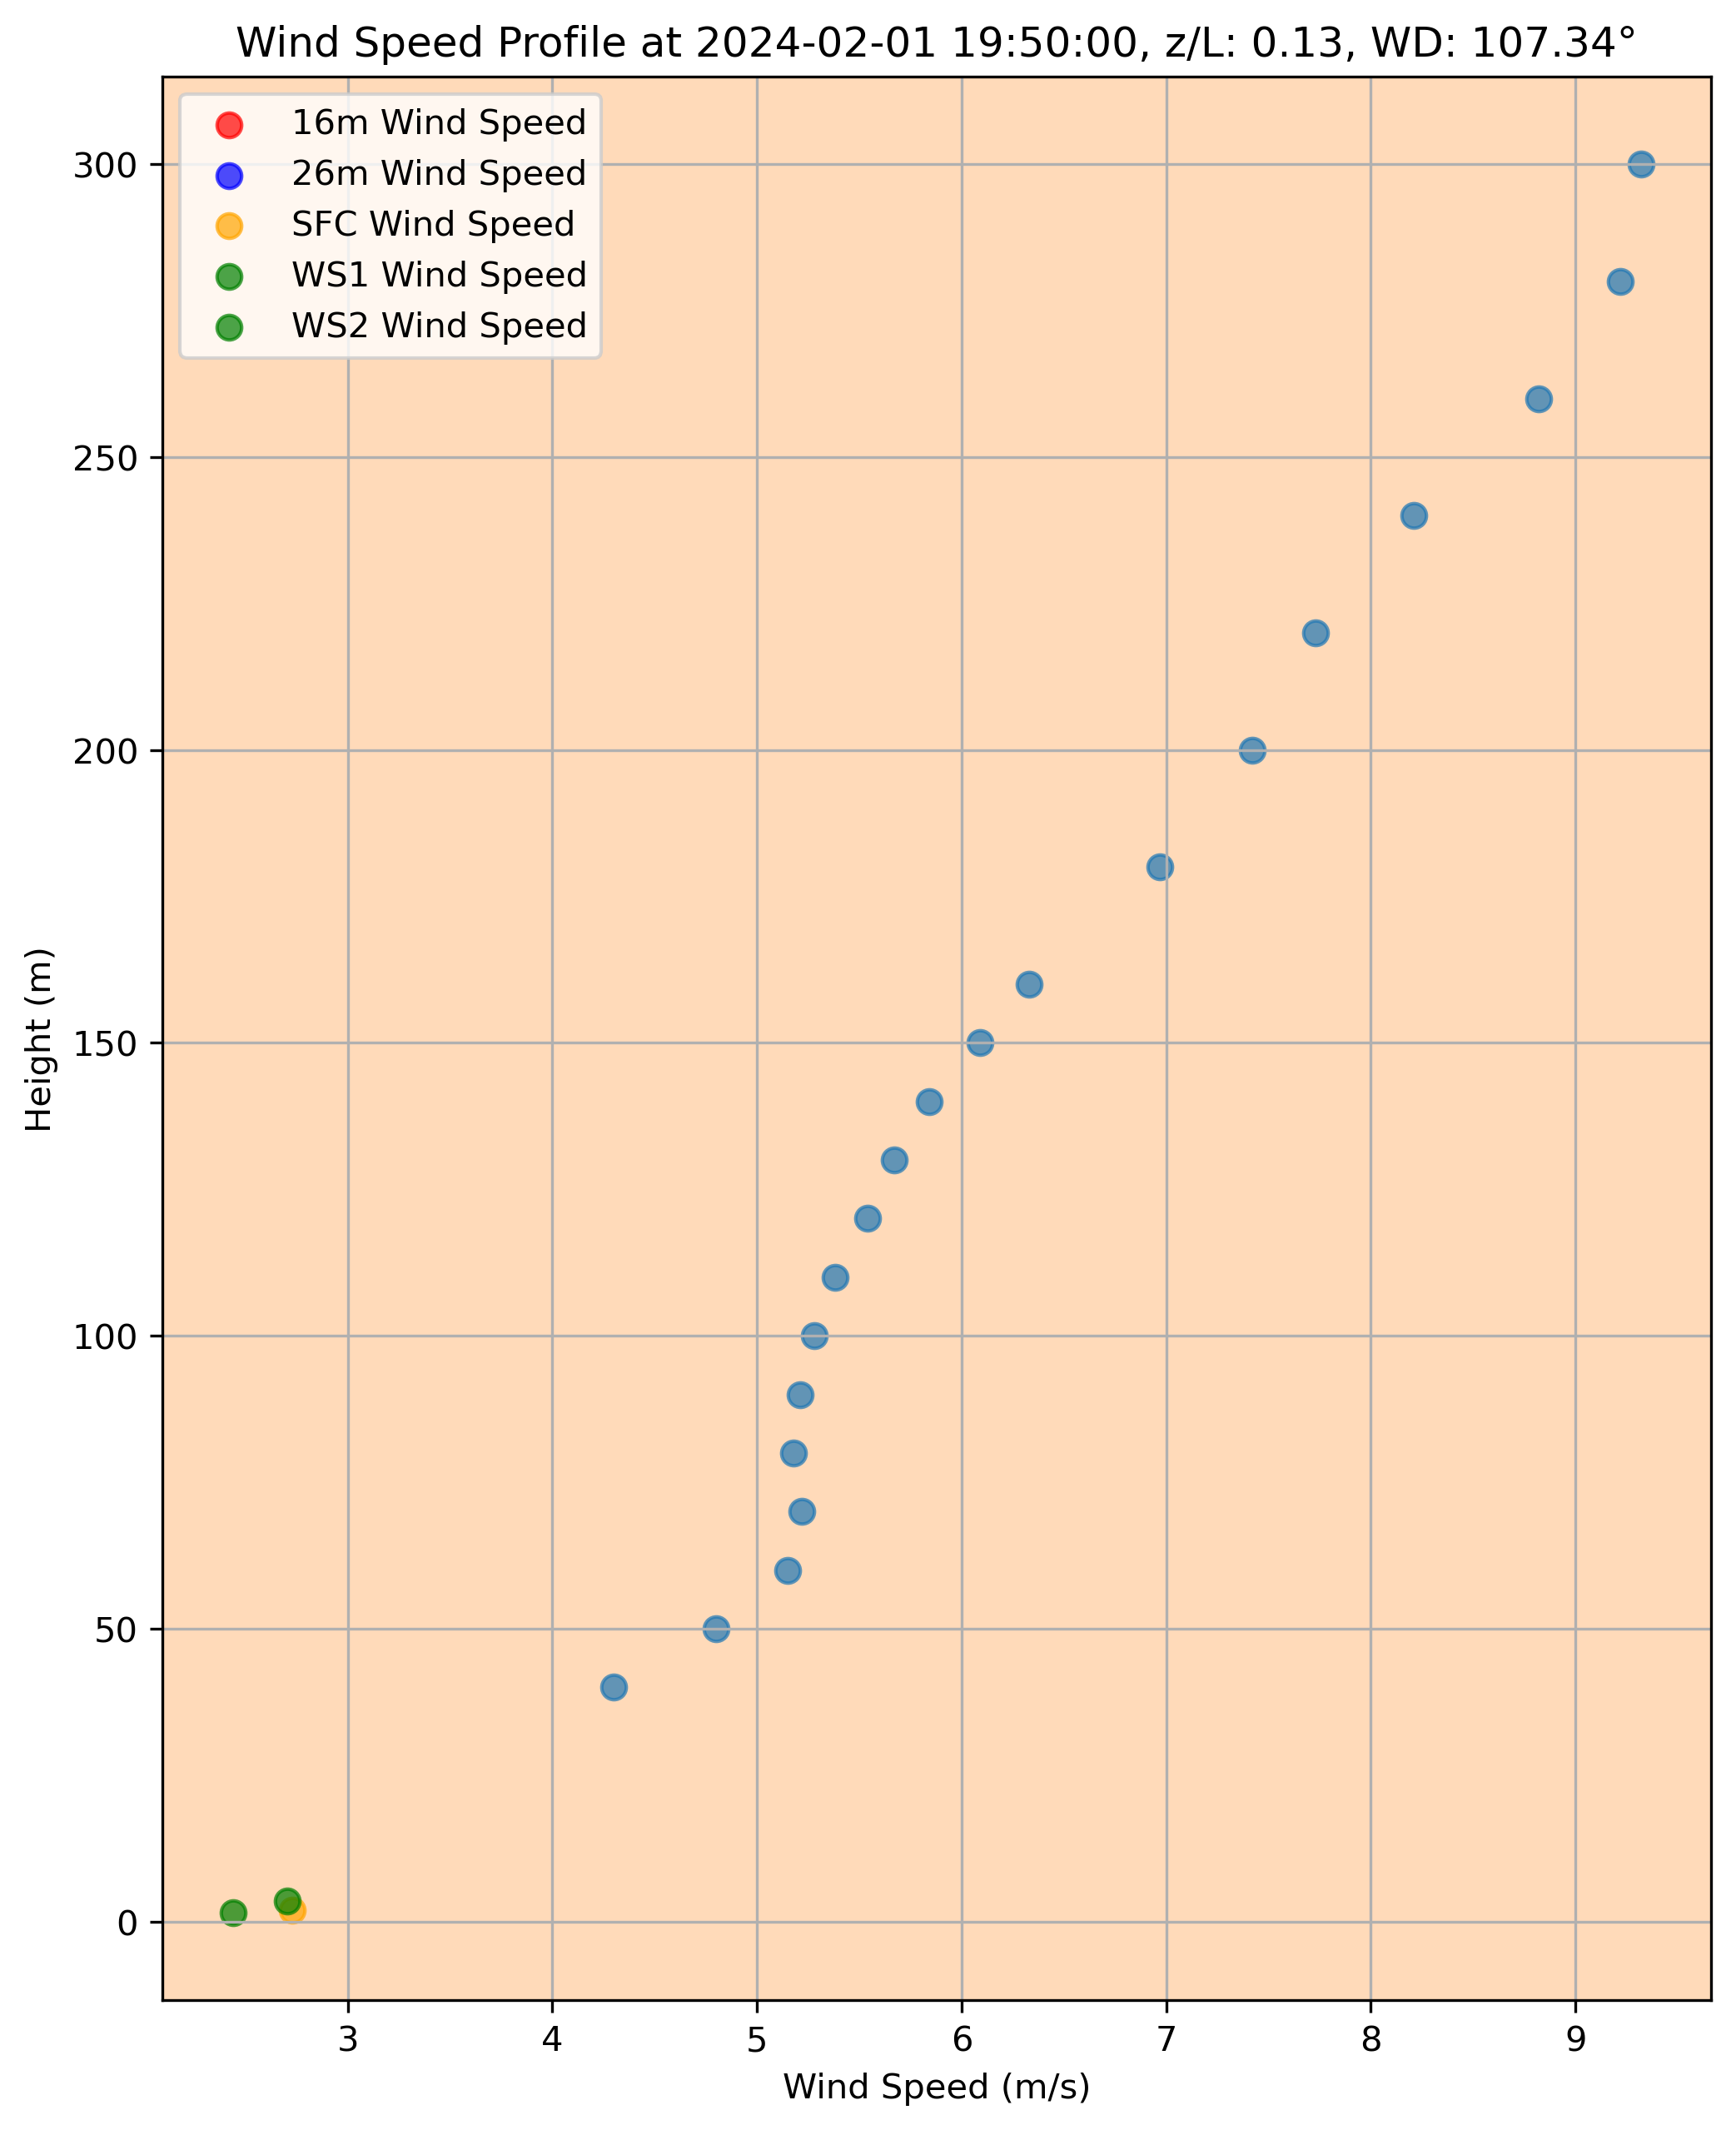 Wind Speed Profile at 2024-02-01 19:50:00, z/L: 0.13, WD: 107.34°
16m Wind Speed
26m Wind Speed
SFC Wind Speed
WS1 Wind Speed
WS2 Wind Speed
300
250
200
150
100
50
0
Height (m)
3 4 5 6 7 8 9
Wind Speed (m/s)